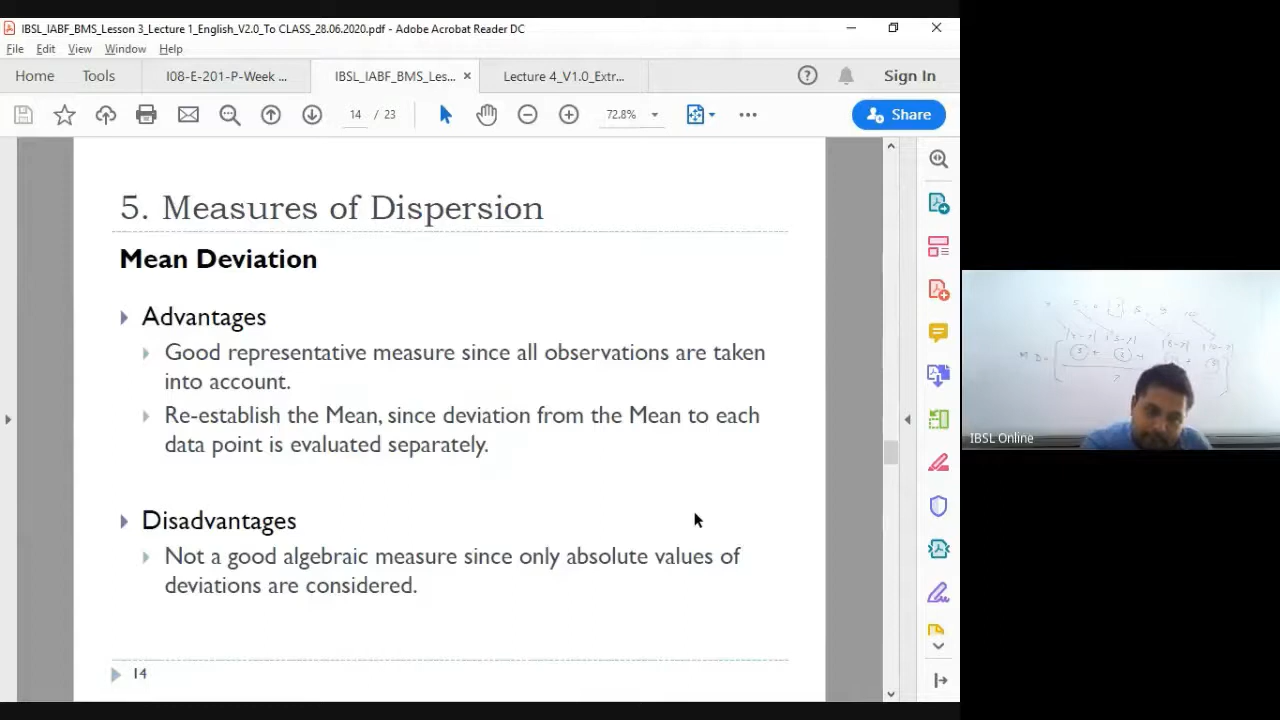 IBSL_IABF_BMS_Lesson 3_Lecture 1_English_V2.0_To CLASS_28.06.2020.pdf - Adobe Acrobat Reader DC
File Edit View Window Help
Home Tools I08-E-201-P-Week ... IBSL_IABF_BMS_Les... × Lecture 4_V1.0_Extr... Sign In
14 / 23 72.8% Share
5. Measures of Dispersion
Mean Deviation
Advantages
Good representative measure since all observations are taken
into account.
Re-establish the Mean, since deviation from the Mean to each
data point is evaluated separately.
Disadvantages
Not a good algebraic measure since only absolute values of
deviations are considered.
14
IBSL Online